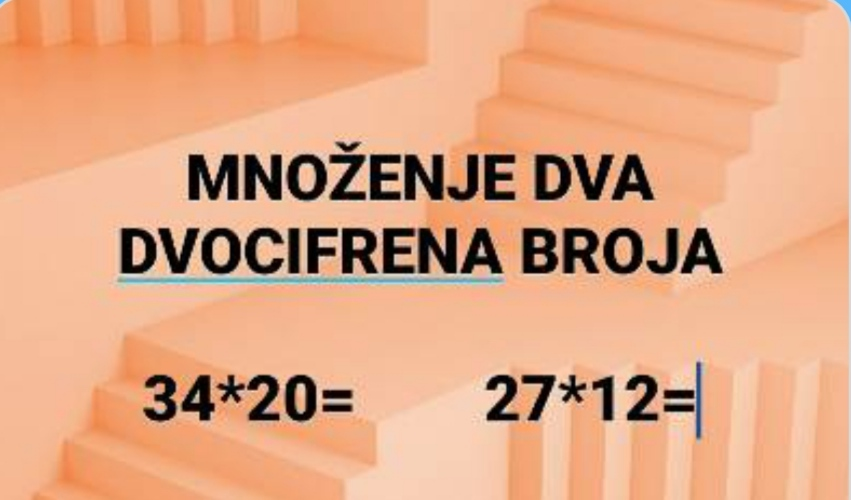 MNOŽENJE DVA
DVOCIFRENA BROJA
34*20= 27*12=